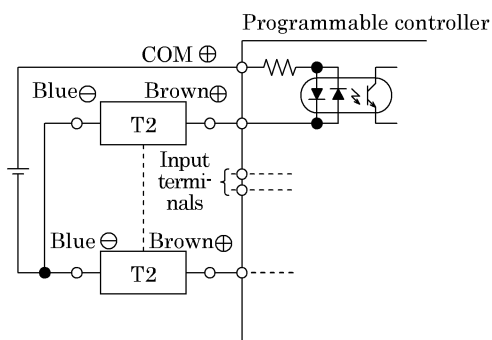 Programmable controller
COM ⊕
Blue ⊖
Brown ⊕
T2
Input
termi-
nals
Blue ⊖
Brown ⊕
T2